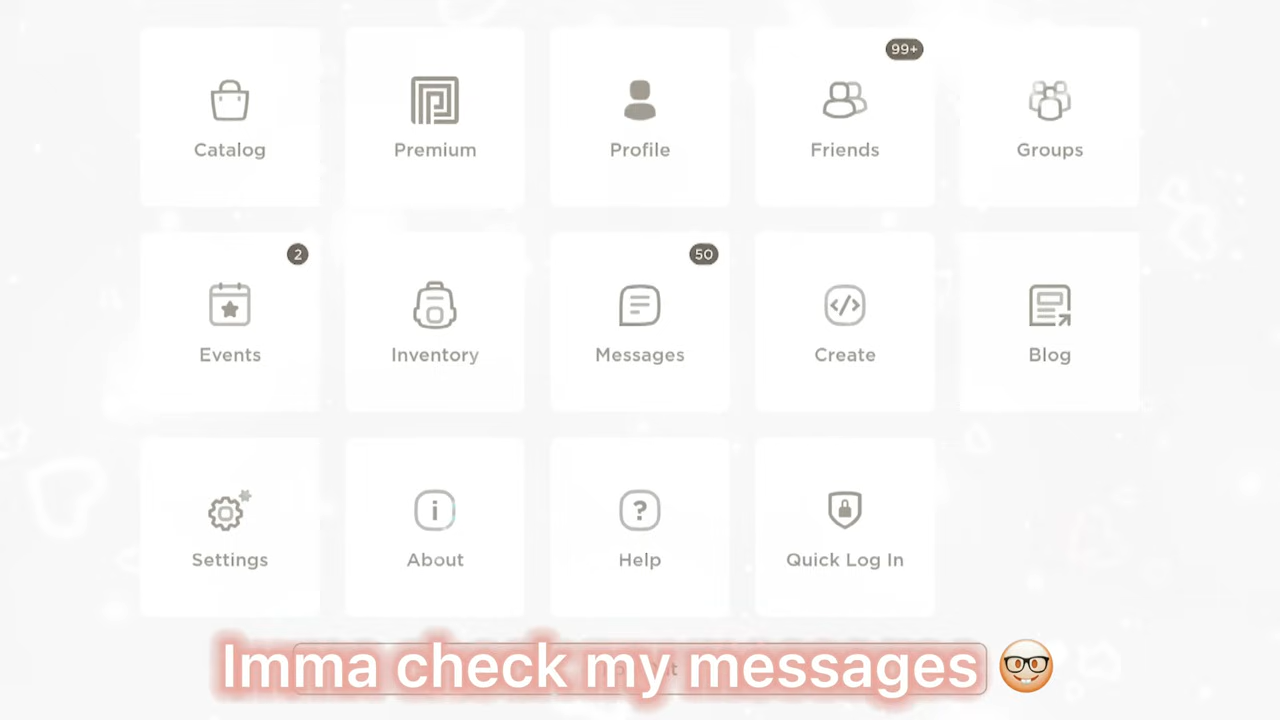 99+
Catalog Premium Profile Friends Groups
2 50
Events Inventory Messages Create Blog
Settings About Help Quick Log In
Imma check my messages 🤓